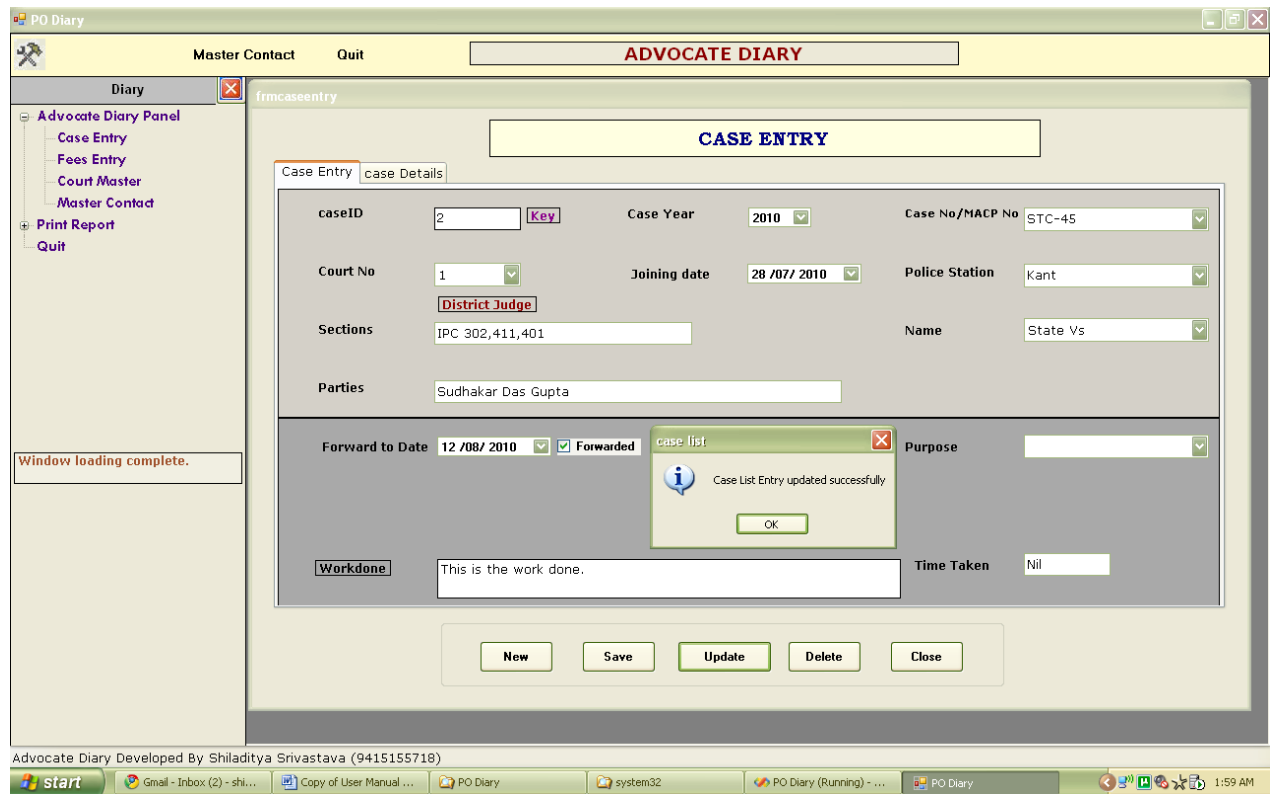 PO Diary
Master Contact Quit ADVOCATE DIARY
Diary
Advocate Diary Panel
Case Entry
Fees Entry
Court Master
Master Contact
Print Report
Quit
Window loading complete.
frmcaseentry
CASE ENTRY
Case Entry case Details
caseID 2 Key Case Year 2010 Case No/MACP No STC-45
Court No 1 Joining date 28 /07/ 2010 Police Station Kant
District Judge
Sections IPC 302,411,401 Name State Vs
Parties Sudhakar Das Gupta
Forward to Date 12 /08/ 2010 Forwarded Purpose
case list
Case List Entry updated successfully
OK
Workdone This is the work done. Time Taken Nil
New Save Update Delete Close
Advocate Diary Developed By Shiladitya Srivastava (9415155718)
start Gmail - Inbox (2) - shi... Copy of User Manual ... PO Diary system32 PO Diary (Running) - ... PO Diary 1:59 AM